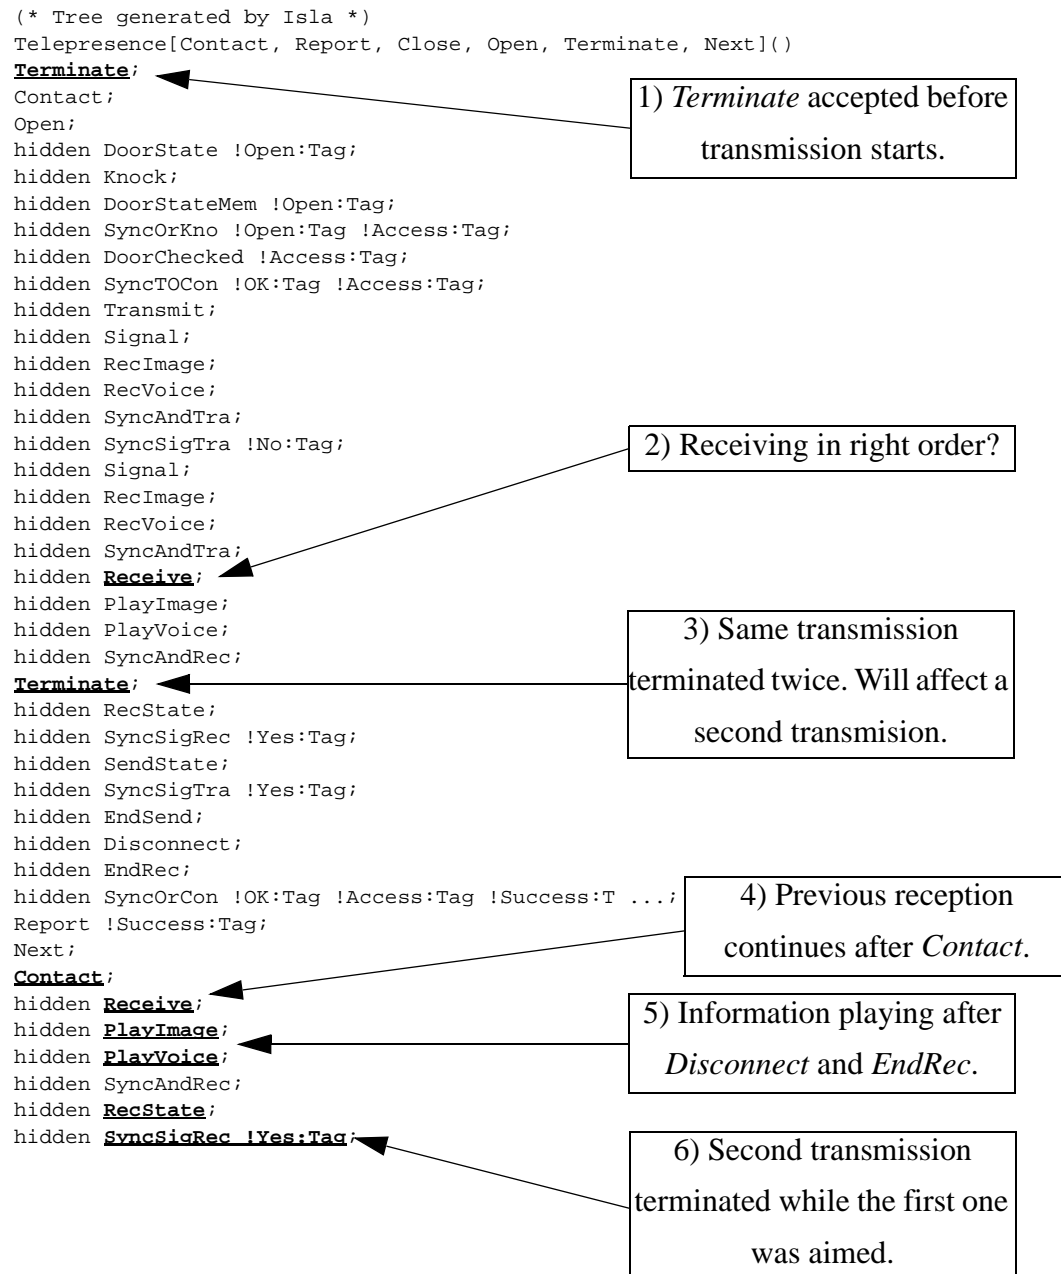 (* Tree generated by Isla *)
Telepresence[Contact, Report, Close, Open, Terminate, Next]()
Terminate;
Contact;
Open;
hidden DoorState !Open:Tag;
hidden Knock;
hidden DoorStateMem !Open:Tag;
hidden SyncOrKno !Open:Tag !Access:Tag;
hidden DoorChecked !Access:Tag;
hidden SyncTOCon !OK:Tag !Access:Tag;
hidden Transmit;
hidden Signal;
hidden RecImage;
hidden RecVoice;
hidden SyncAndTra;
hidden SyncSigTra !No:Tag;
hidden Signal;
hidden RecImage;
hidden RecVoice;
hidden SyncAndTra;
hidden Receive;
hidden PlayImage;
hidden PlayVoice;
hidden SyncAndRec;
Terminate;
hidden RecState;
hidden SyncSigRec !Yes:Tag;
hidden SendState;
hidden SyncSigTra !Yes:Tag;
hidden EndSend;
hidden Disconnect;
hidden EndRec;
hidden SyncOrCon !OK:Tag !Access:Tag !Success:T ...;
Report !Success:Tag;
Next;
Contact;
hidden Receive;
hidden PlayImage;
hidden PlayVoice;
hidden SyncAndRec;
hidden RecState;
hidden SyncSigRec !Yes:Tag;
1) Terminate accepted before
transmission starts.
2) Receiving in right order?
3) Same transmission
terminated twice. Will affect a
second transmision.
4) Previous reception
continues after Contact.
5) Information playing after
Disconnect and EndRec.
6) Second transmission
terminated while the first one
was aimed.